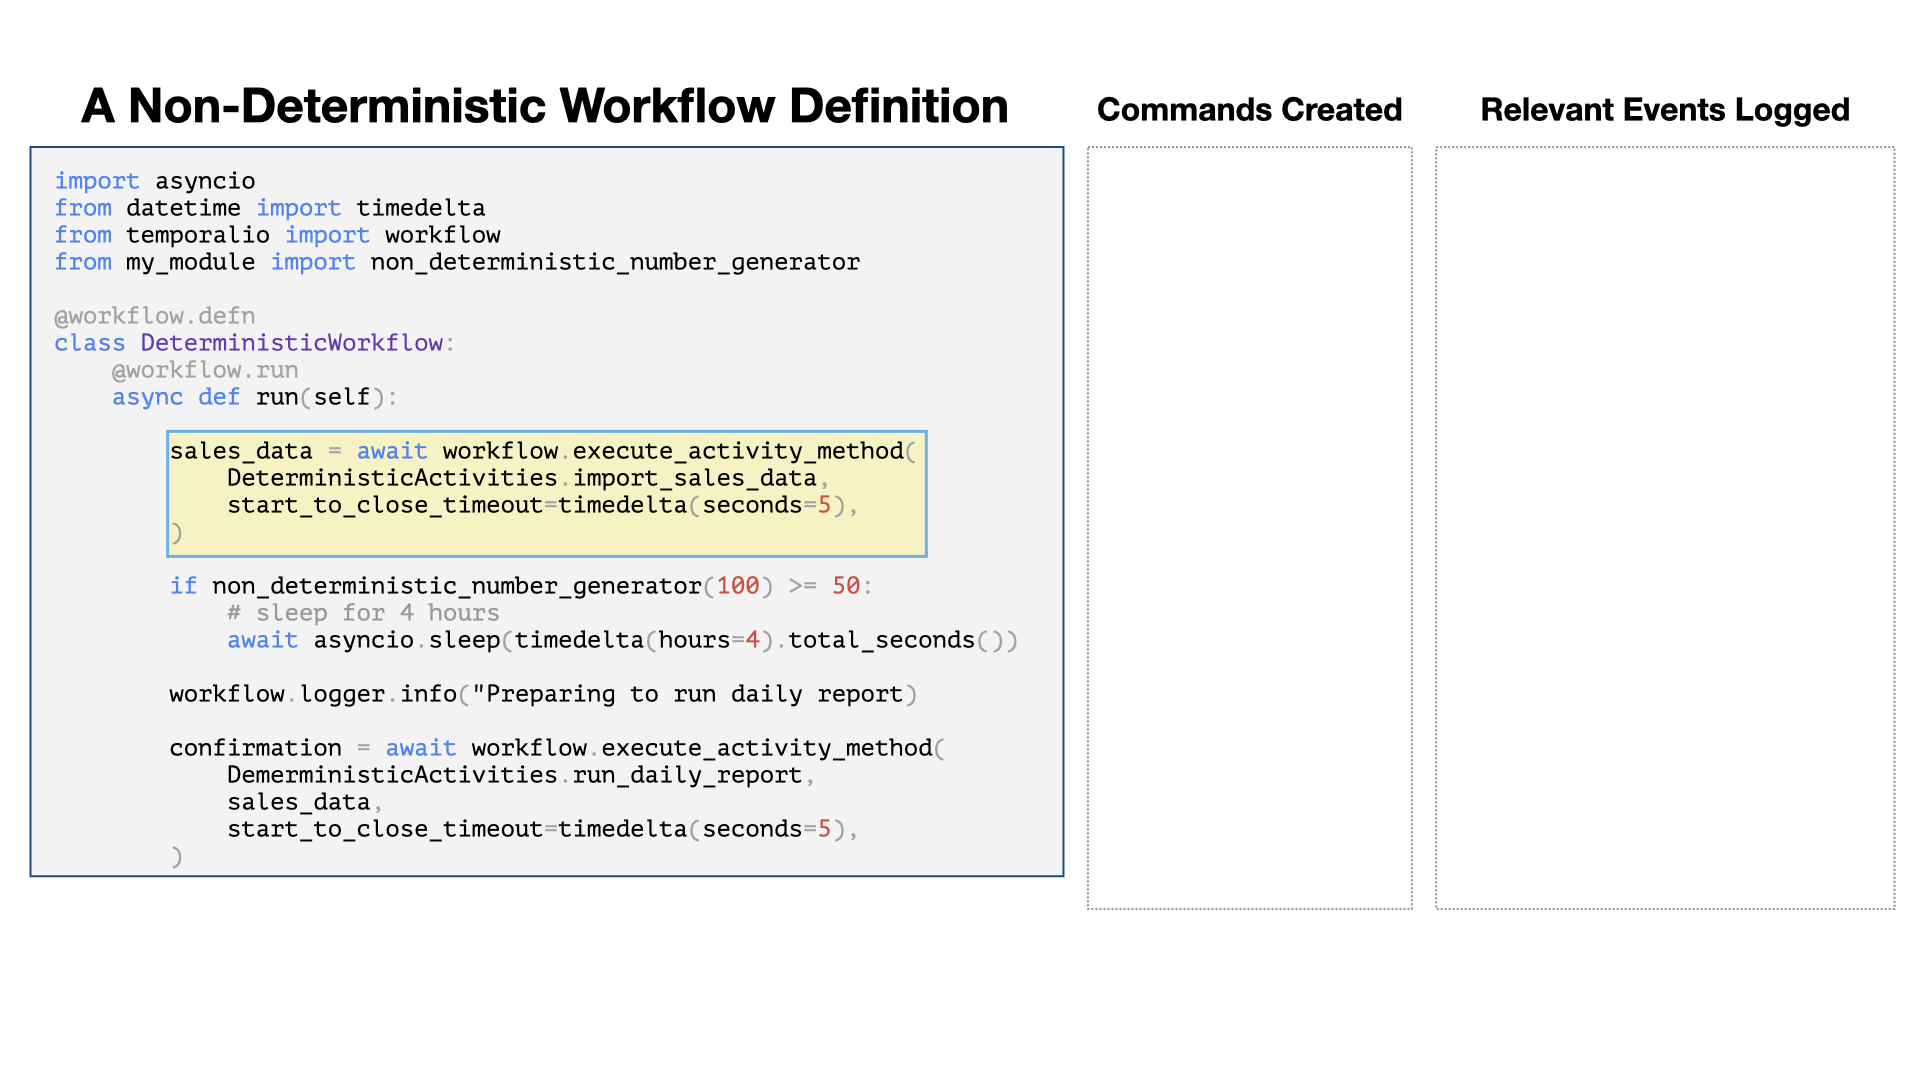 A Non-Deterministic Workflow Definition
Commands Created
Relevant Events Logged
import asyncio
from datetime import timedelta
from temporalio import workflow
from my_module import non_deterministic_number_generator
@workflow.defn
class DeterministicWorkflow:
@workflow.run
async def run(self):
sales_data = await workflow.execute_activity_method(
DeterministicActivities.import_sales_data,
start_to_close_timeout=timedelta(seconds=5),
)
if non_deterministic_number_generator(100) >= 50:
# sleep for 4 hours
await asyncio.sleep(timedelta(hours=4).total_seconds())
workflow.logger.info("Preparing to run daily report)
confirmation = await workflow.execute_activity_method(
DemerministicActivities.run_daily_report,
sales_data,
start_to_close_timeout=timedelta(seconds=5),
)